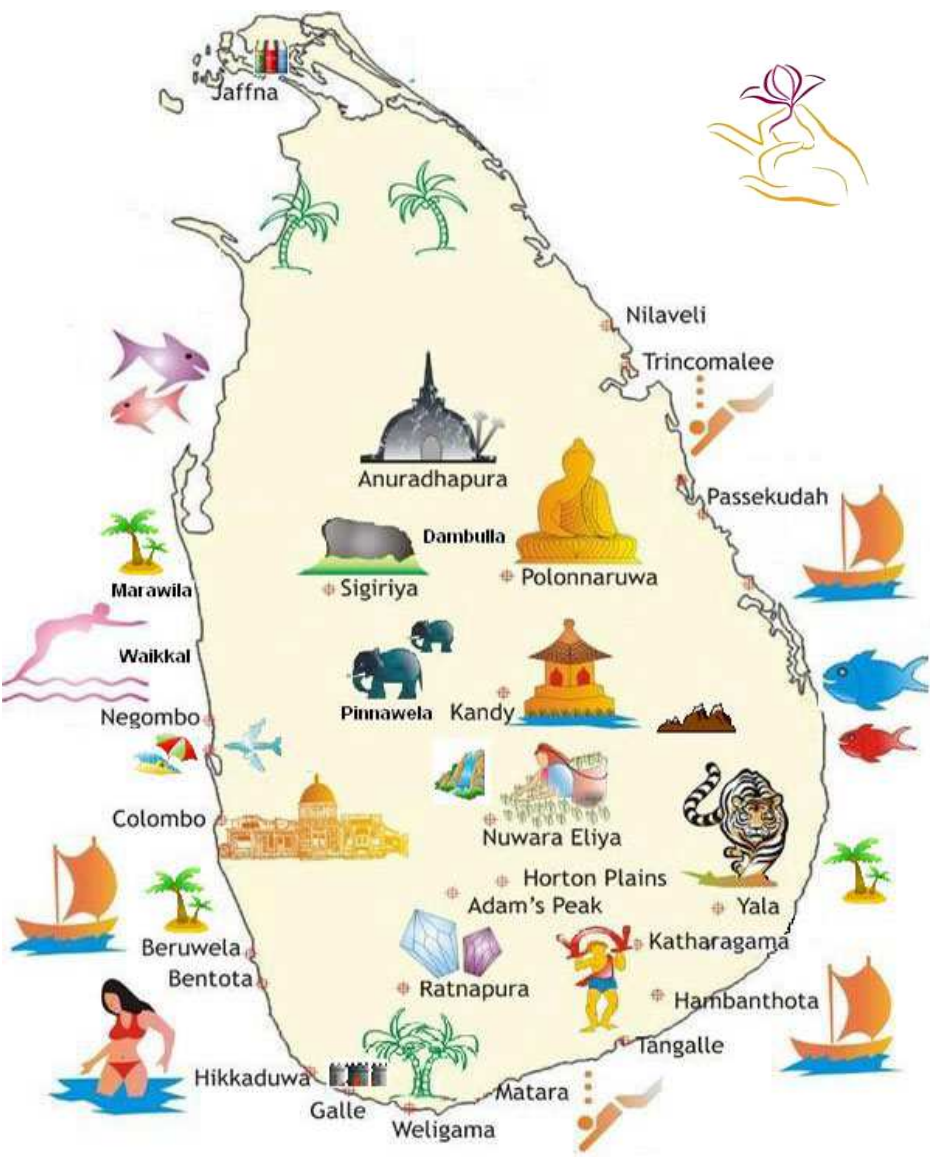 Jaffna
Nilaveli
Trincomalee
Anuradhapura
Passekudah
Dambulla
Sigiriya
Polonnaruwa
Marawila
Waikkal
Pinnawela
Kandy
Negombo
Colombo
Nuwara Eliya
Horton Plains
Adam's Peak
Yala
Katharagama
Beruwela
Bentota
Ratnapura
Hambanthota
Tangalle
Hikkaduwa
Matara
Galle
Weligama